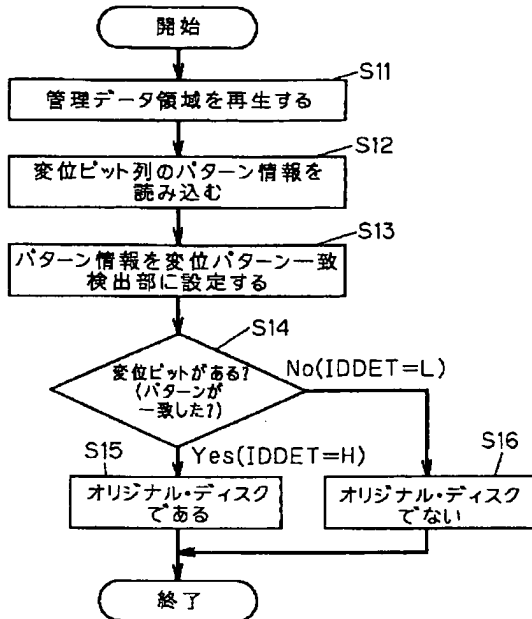 開始
S11
管理データ領域を再生する
S12
変位ピット列のパターン情報を
読み込む
S13
パターン情報を変位パターン一致
検出部に設定する
S14
変位ピットがある?
(パターンが
一致した?)
No(IDDET=L)
Yes(IDDET=H)
S15
オリジナル・ディスク
である
S16
オリジナル・ディスク
でない
終了